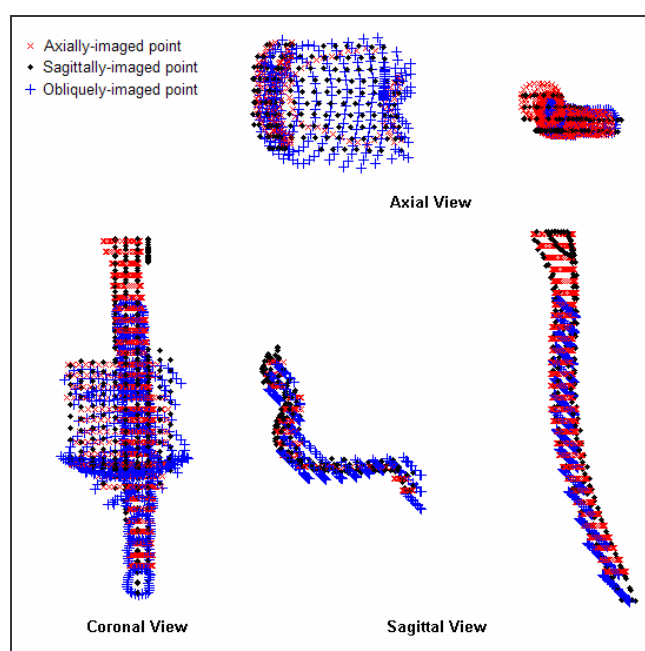 Axially-imaged point
Sagittally-imaged point
Obliquely-imaged point
Axial View
Coronal View
Sagittal View